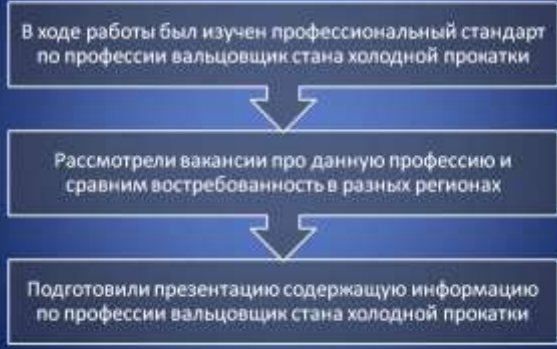 В ходе работы был изучен профессиональный стандарт
по профессии вальцовщик стана холодной прокатки
Рассмотрели вакансии про данную профессию и
сравним востребованность в разных регионах
Подготовили презентацию содержащую информацию
по профессии вальцовщик стана холодной прокатки